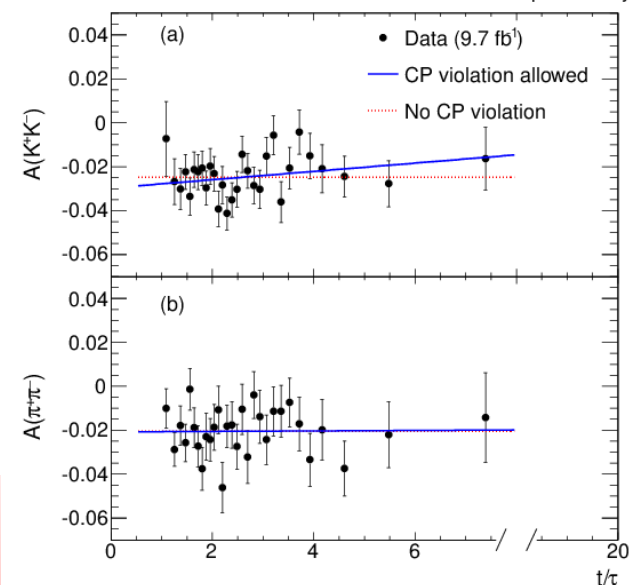 (a)
Data (9.7 fb¹)
CP violation allowed
No CP violation
A(K⁺K⁻)
0.04
0.02
0
-0.02
-0.04
-0.06
(b)
A(π⁺π⁻)
0.04
0.02
0
-0.02
-0.04
-0.06
0 2 4 6 20
t/τ